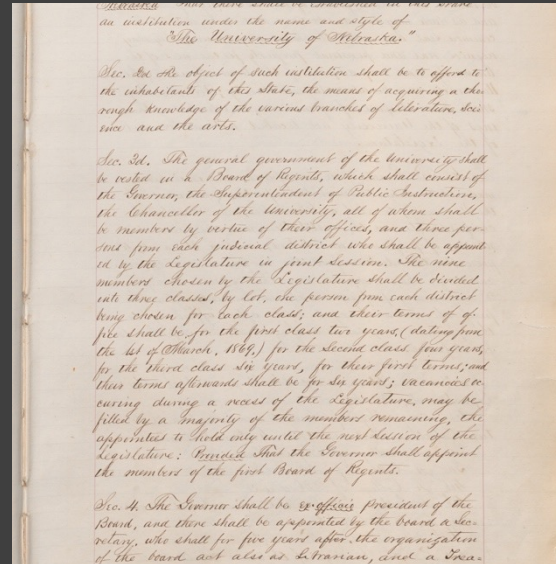 that there shall be established in this State
an institution under the name and style of
"The University of Nebraska."
Sec. 2d. The object of such institution shall be to afford to
the inhabitants of this State, the means of acquiring a tho-
rough knowledge of the various branches of literature, sci-
ence and the arts.
Sec. 3d. The general government of the University shall
be vested in a Board of Regents, which shall consist of
the Governor, the Superintendent of Public Instruction,
the Chancellor of the University, all of whom shall
be members by virtue of their offices, and three per-
sons from each judicial district who shall be appoint
ed by the Legislature in joint Session. The nine
members chosen by the Legislature shall be divided
into three classes, by lot, one person from each district
being chosen for each class; and their terms of of-
fice shall be, for the first class two years, (dating from
the 1st of March, 1869,) for the Second class four years,
for the third class Six years, for their first terms, and
their terms afterwards shall be for Six years; vacancies oc
curing during a recess of the Legislature, may be
filled by a majority of the members remaining, the
appointees to hold only until the next Session of the
Legislature: Provided That the Governor shall appoint
the members of the first Board of Regents.
Sec. 4. The Governor shall be ex-officio president of the
Board, and there shall be appointed by the board a Sec-
retary, who shall for five years after the organization
of the board act also as Librarian, and a Trea-